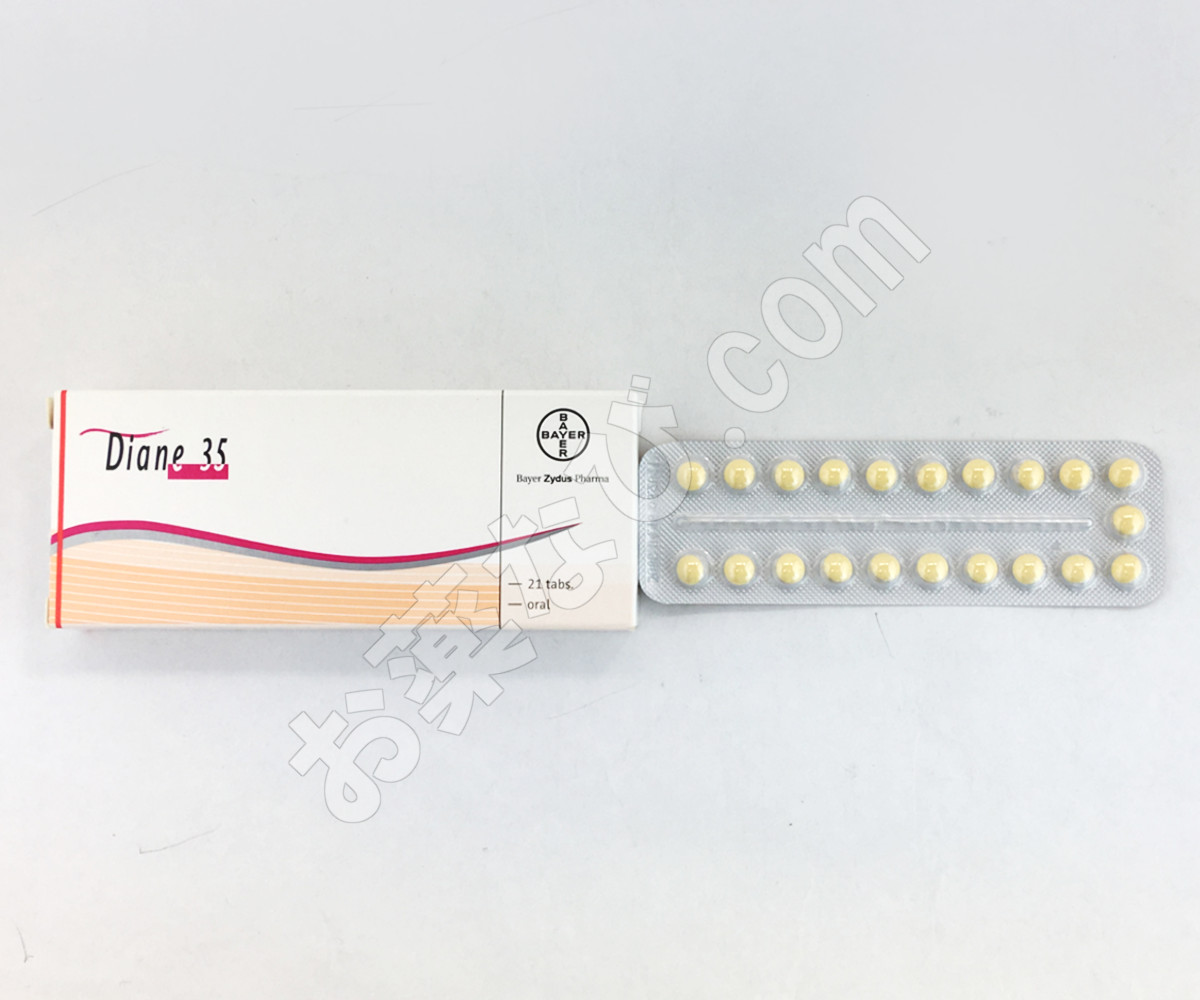 Diane 35
BAYER
BAYER
Bayer Zydus Pharma
21 tabs.
oral
お薬なび.com